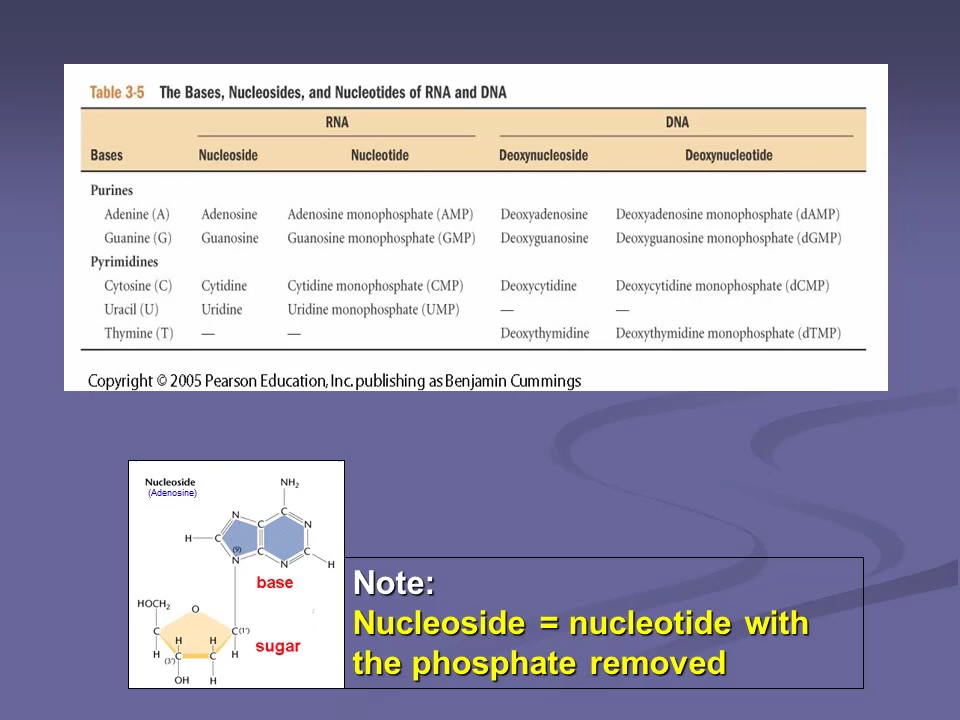 Table 3-5 The Bases, Nucleosides, and Nucleotides of RNA and DNA
RNA DNA
Bases Nucleoside Nucleotide Deoxynucleoside Deoxynucleotide
Purines
Adenine (A) Adenosine Adenosine monophosphate (AMP) Deoxyadenosine Deoxyadenosine monophosphate (dAMP)
Guanine (G) Guanosine Guanosine monophosphate (GMP) Deoxyguanosine Deoxyguanosine monophosphate (dGMP)
Pyrimidines
Cytosine (C) Cytidine Cytidine monophosphate (CMP) Deoxycytidine Deoxycytidine monophosphate (dCMP)
Uracil (U) Uridine Uridine monophosphate (UMP) — —
Thymine (T) — — Deoxythymidine Deoxythymidine monophosphate (dTMP)
Copyright © 2005 Pearson Education, Inc. publishing as Benjamin Cummings
Nucleoside
(Adenosine)
NH₂
C
N C N
H C
(9) C C
N N H
base
HOCH₂ O
C C (1')
H H
sugar
H C C H
(3')
OH H
Note:
Nucleoside = nucleotide with
the phosphate removed